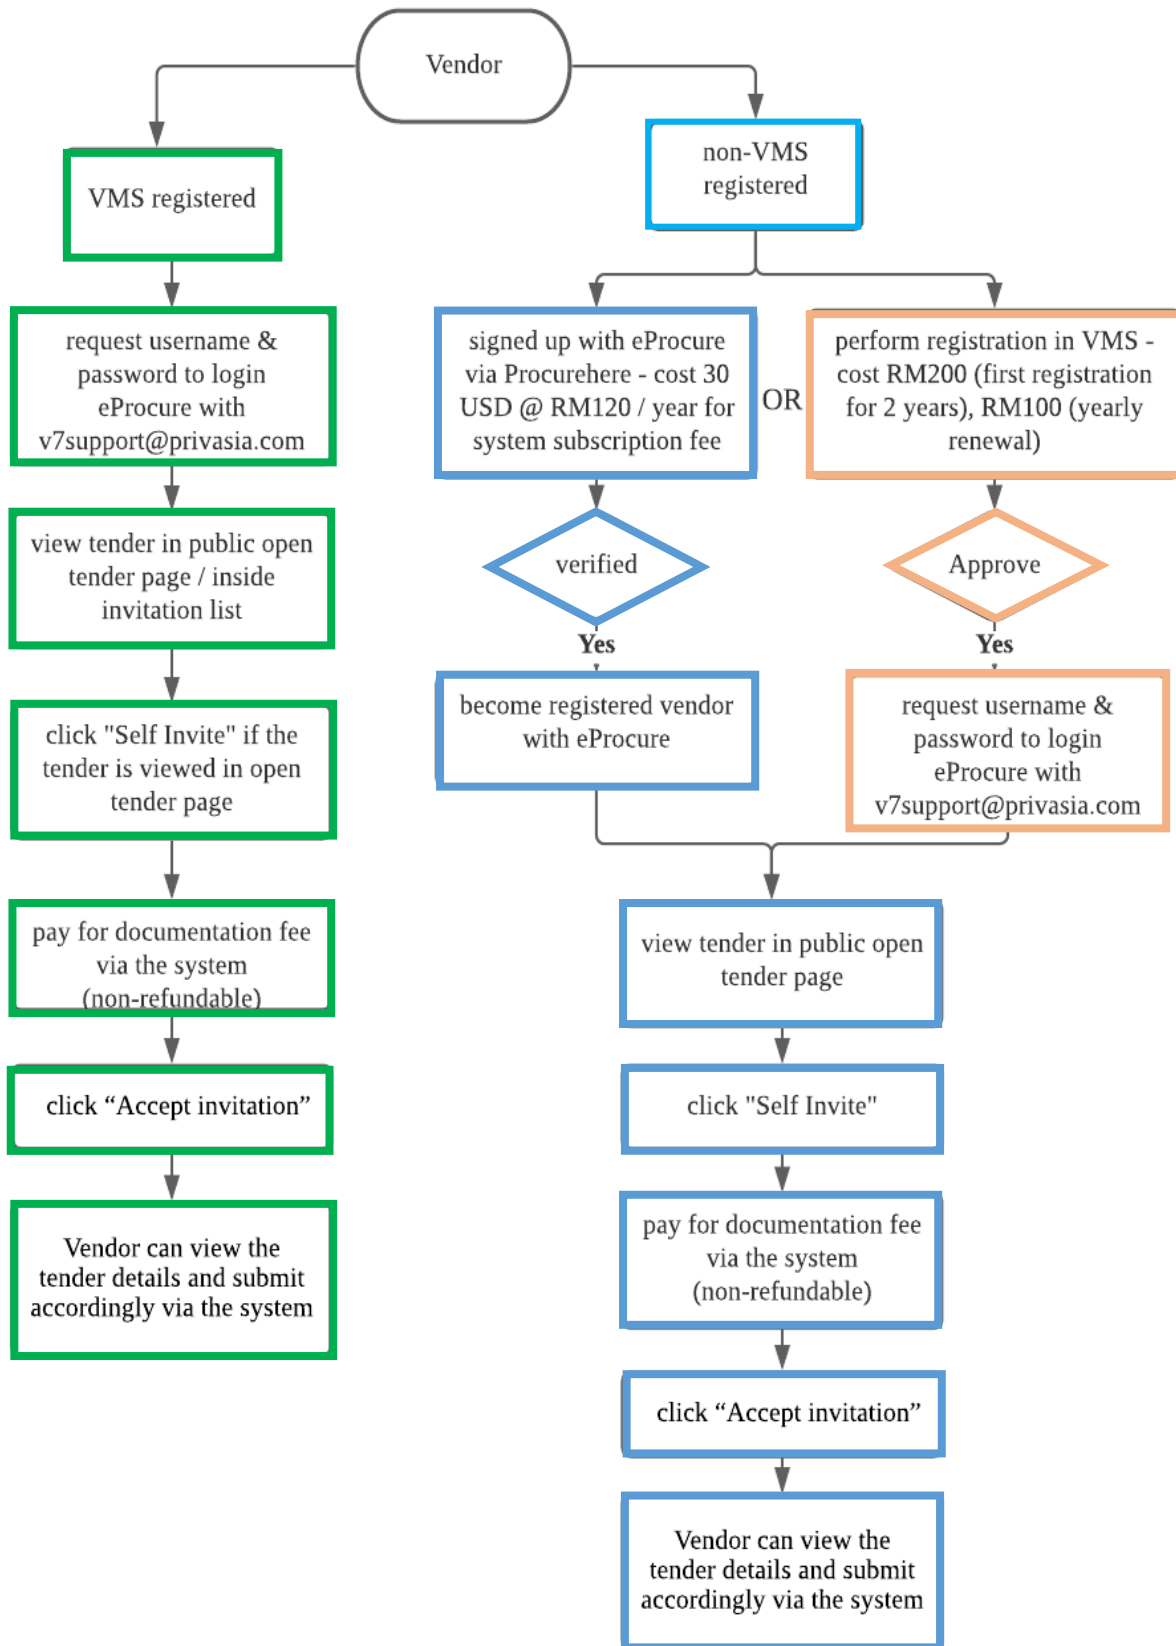 Vendor
VMS registered
request username &
password to login
eProcure with
v7support@privasia.com
view tender in public open
tender page / inside
invitation list
click "Self Invite" if the
tender is viewed in open
tender page
pay for documentation fee
via the system
(non-refundable)
click “Accept invitation”
Vendor can view the
tender details and submit
accordingly via the system
non-VMS
registered
signed up with eProcure
via Procurehere - cost 30
USD @ RM120 / year for
system subscription fee
OR
perform registration in VMS -
cost RM200 (first registration
for 2 years), RM100 (yearly
renewal)
verified
Yes
become registered vendor
with eProcure
Approve
Yes
request username &
password to login
eProcure with
v7support@privasia.com
view tender in public open
tender page
click "Self Invite"
pay for documentation fee
via the system
(non-refundable)
click “Accept invitation”
Vendor can view the
tender details and submit
accordingly via the system